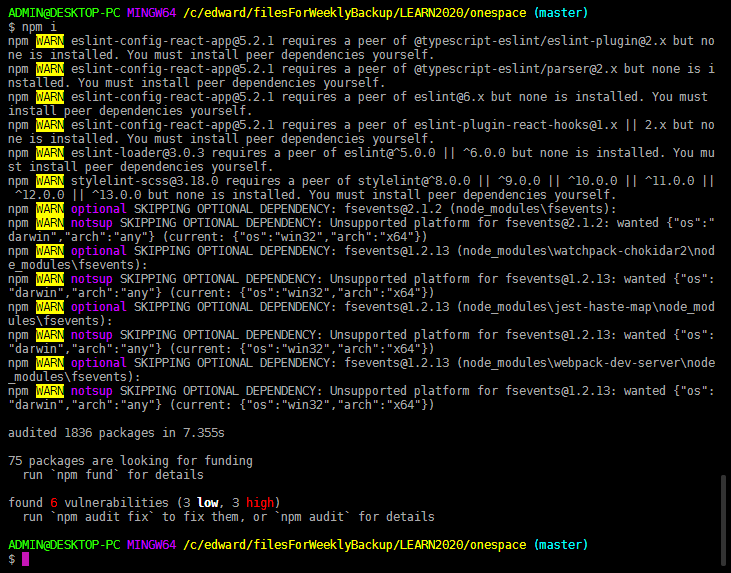 ADMIN@DESKTOP-PC MINGW64 /c/edward/filesForWeeklyBackup/LEARN2020/onespace (master)
$ npm i
npm WARN eslint-config-react-app@5.2.1 requires a peer of @typescript-eslint/eslint-plugin@2.x but no
ne is installed. You must install peer dependencies yourself.
npm WARN eslint-config-react-app@5.2.1 requires a peer of @typescript-eslint/parser@2.x but none is i
nstalled. You must install peer dependencies yourself.
npm WARN eslint-config-react-app@5.2.1 requires a peer of eslint@6.x but none is installed. You must
install peer dependencies yourself.
npm WARN eslint-config-react-app@5.2.1 requires a peer of eslint-plugin-react-hooks@1.x || 2.x but no
ne is installed. You must install peer dependencies yourself.
npm WARN eslint-loader@3.0.3 requires a peer of eslint@^5.0.0 || ^6.0.0 but none is installed. You mu
st install peer dependencies yourself.
npm WARN stylelint-scss@3.18.0 requires a peer of stylelint@^8.0.0 || ^9.0.0 || ^10.0.0 || ^11.0.0 ||
 ^12.0.0 || ^13.0.0 but none is installed. You must install peer dependencies yourself.
npm WARN optional SKIPPING OPTIONAL DEPENDENCY: fsevents@2.1.2 (node_modules\fsevents):
npm WARN notsup SKIPPING OPTIONAL DEPENDENCY: Unsupported platform for fsevents@2.1.2: wanted {"os":"
darwin","arch":"any"} (current: {"os":"win32","arch":"x64"})
npm WARN optional SKIPPING OPTIONAL DEPENDENCY: fsevents@1.2.13 (node_modules\watchpack-chokidar2\nod
e_modules\fsevents):
npm WARN notsup SKIPPING OPTIONAL DEPENDENCY: Unsupported platform for fsevents@1.2.13: wanted {"os":
"darwin","arch":"any"} (current: {"os":"win32","arch":"x64"})
npm WARN optional SKIPPING OPTIONAL DEPENDENCY: fsevents@1.2.13 (node_modules\jest-haste-map\node_mod
ules\fsevents):
npm WARN notsup SKIPPING OPTIONAL DEPENDENCY: Unsupported platform for fsevents@1.2.13: wanted {"os":
"darwin","arch":"any"} (current: {"os":"win32","arch":"x64"})
npm WARN optional SKIPPING OPTIONAL DEPENDENCY: fsevents@1.2.13 (node_modules\webpack-dev-server\node
_modules\fsevents):
npm WARN notsup SKIPPING OPTIONAL DEPENDENCY: Unsupported platform for fsevents@1.2.13: wanted {"os":
"darwin","arch":"any"} (current: {"os":"win32","arch":"x64"})
audited 1836 packages in 7.355s
75 packages are looking for funding
  run `npm fund` for details
found 6 vulnerabilities (3 low, 3 high)
  run `npm audit fix` to fix them, or `npm audit` for details
ADMIN@DESKTOP-PC MINGW64 /c/edward/filesForWeeklyBackup/LEARN2020/onespace (master)
$